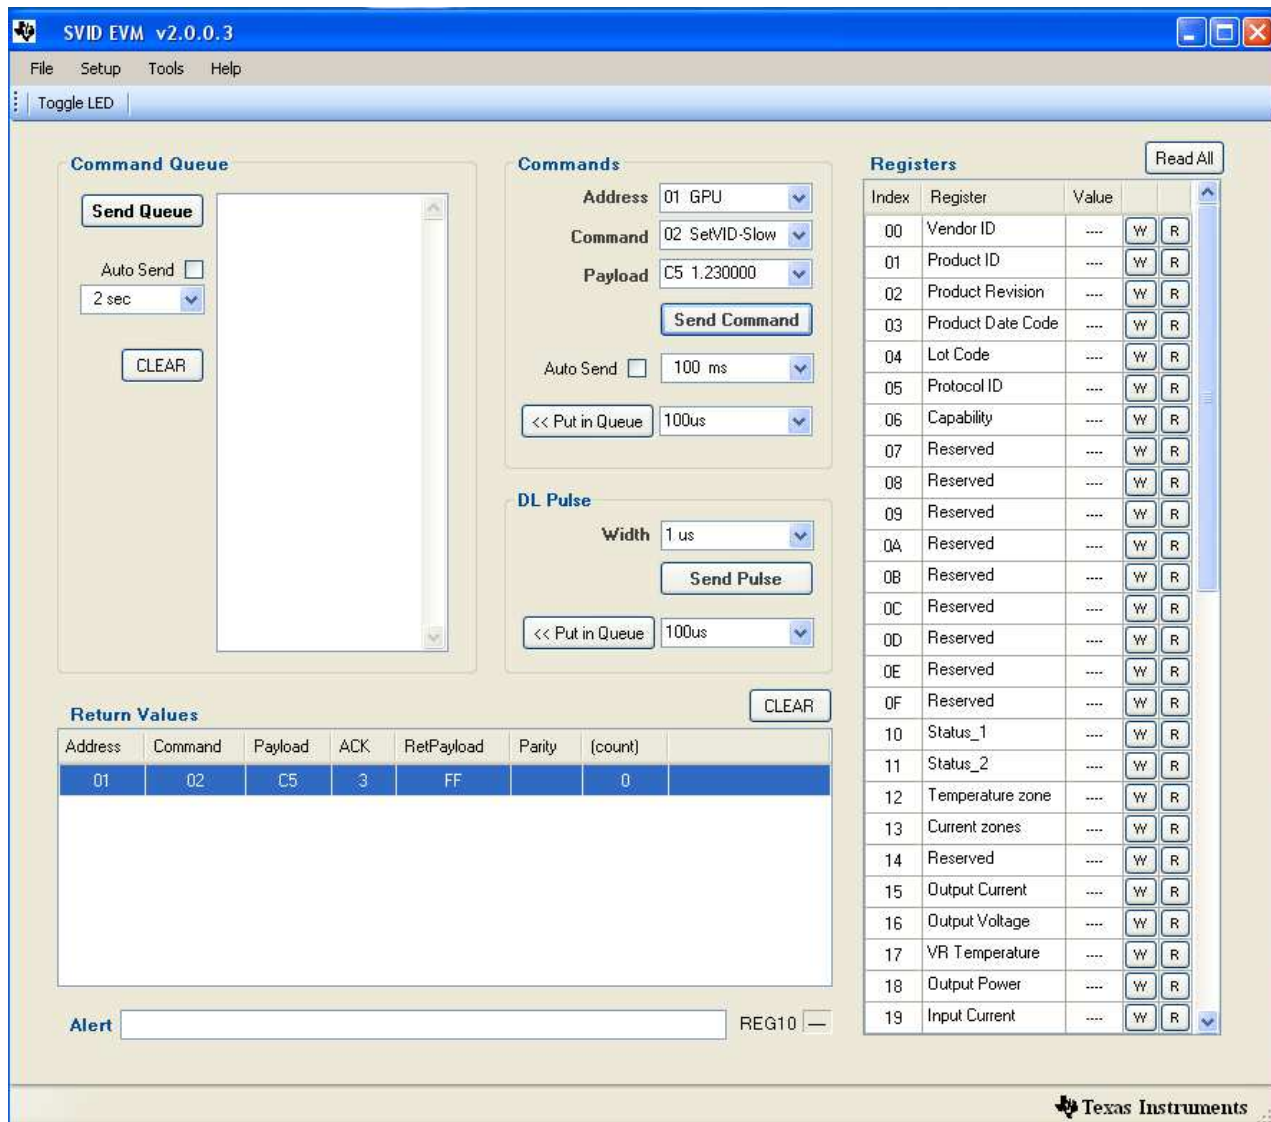 SVID EVM v2.0.0.3
File Setup Tools Help
Toggle LED
Command Queue
Send Queue
Auto Send
2 sec
CLEAR
Commands
Address 01 GPU
Command 02 SetVID-Slow
Payload C5 1.230000
Send Command
Auto Send 100 ms
<< Put in Queue 100us
DL Pulse
Width 1 us
Send Pulse
<< Put in Queue 100us
Registers Read All
Index Register Value
00 Vendor ID ---- W R
01 Product ID ---- W R
02 Product Revision ---- W R
03 Product Date Code ---- W R
04 Lot Code ---- W R
05 Protocol ID ---- W R
06 Capability ---- W R
07 Reserved ---- W R
08 Reserved ---- W R
09 Reserved ---- W R
0A Reserved ---- W R
0B Reserved ---- W R
0C Reserved ---- W R
0D Reserved ---- W R
0E Reserved ---- W R
0F Reserved ---- W R
10 Status_1 ---- W R
11 Status_2 ---- W R
12 Temperature zone ---- W R
13 Current zones ---- W R
14 Reserved ---- W R
15 Output Current ---- W R
16 Output Voltage ---- W R
17 VR Temperature ---- W R
18 Output Power ---- W R
19 Input Current ---- W R
Return Values CLEAR
Address Command Payload ACK RetPayload Parity (count)
01 02 C5 3 FF 0
Alert REG10 —
Texas Instruments